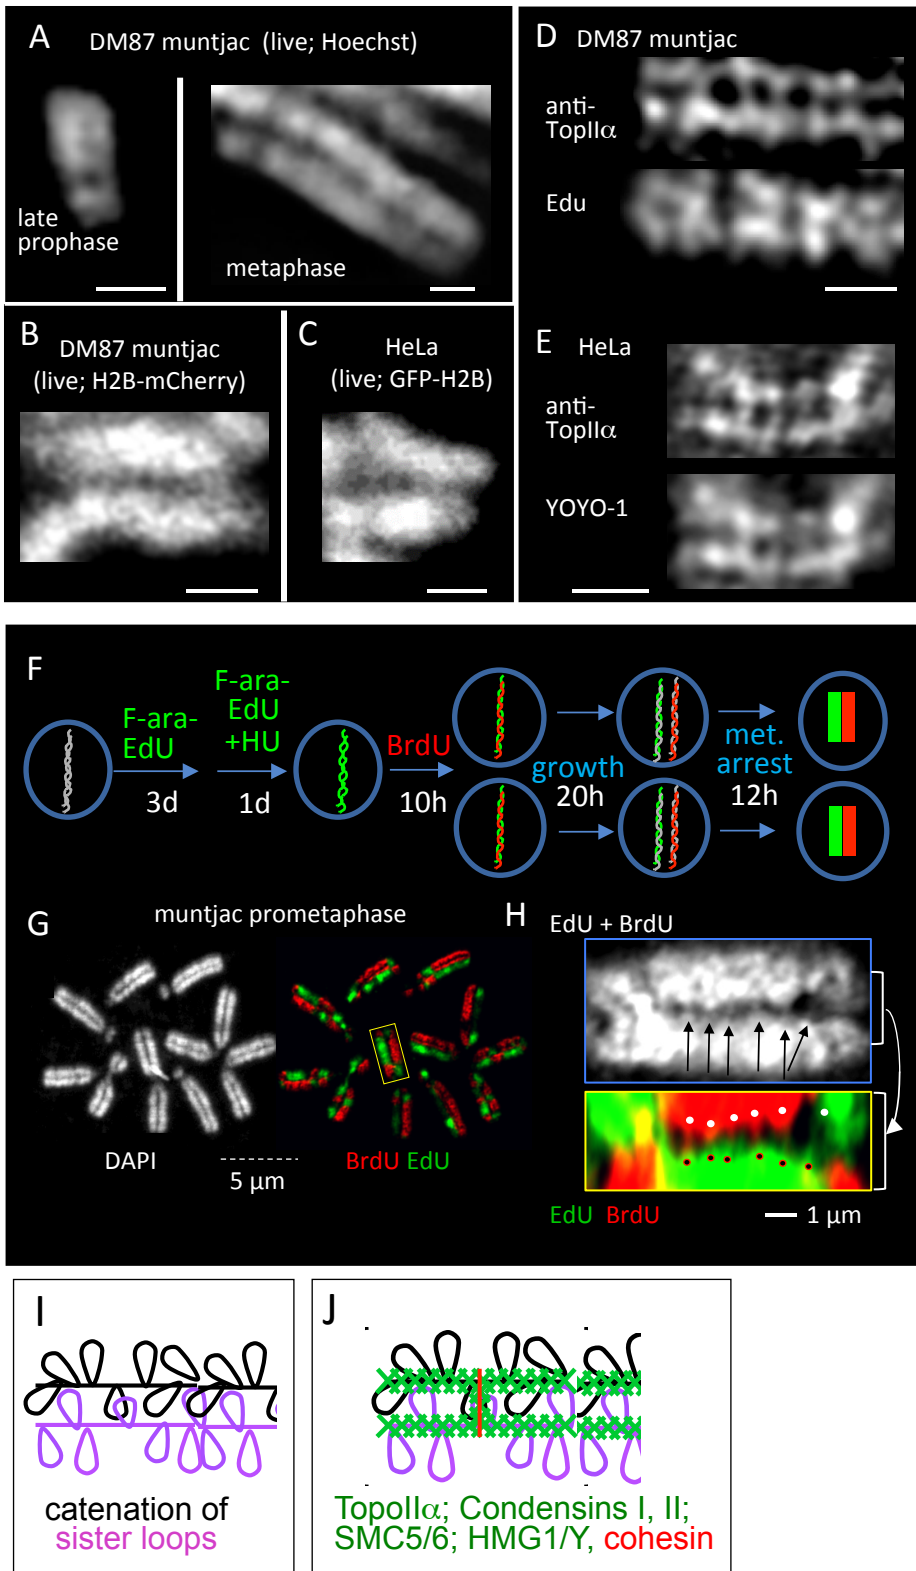 A
DM87 muntjac (live; Hoechst)
late
prophase
metaphase
B
DM87 muntjac
(live; H2B-mCherry)
C
HeLa
(live; GFP-H2B)
D
DM87 muntjac
anti-
TopIIα
Edu
E
HeLa
anti-
TopIIα
YOYO-1
F
F-ara-
EdU
3d
F-ara-
EdU
+HU
1d
BrdU
10h
growth
20h
met.
arrest
12h
G
muntjac prometaphase
DAPI
5 μm
BrdU EdU
H
EdU + BrdU
EdU BrdU
1 μm
I
catenation of
sister loops
J
TopoIIα; Condensins I, II;
SMC5/6; HMG1/Y, cohesin